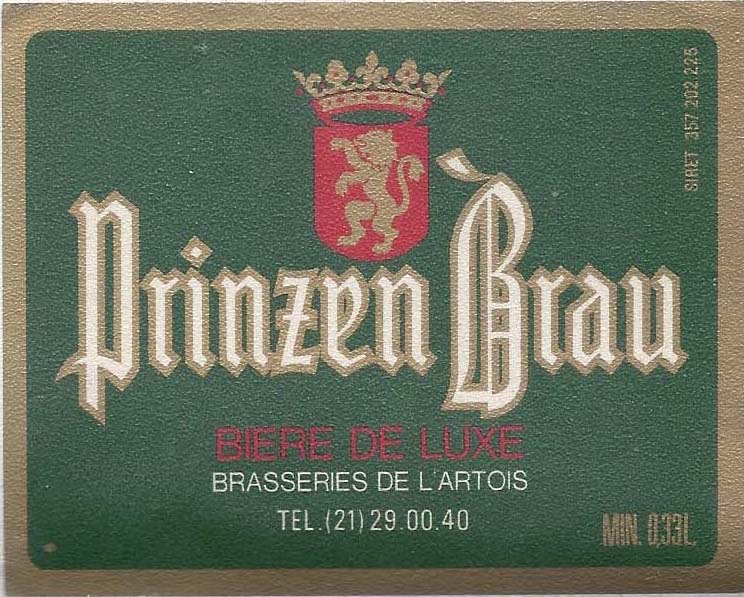 SIRET 357 202 225
Prinzen Brau
BIERE DE LUXE
BRASSERIES DE L'ARTOIS
TEL.(21)29.00.40
MIN. 0,33L.